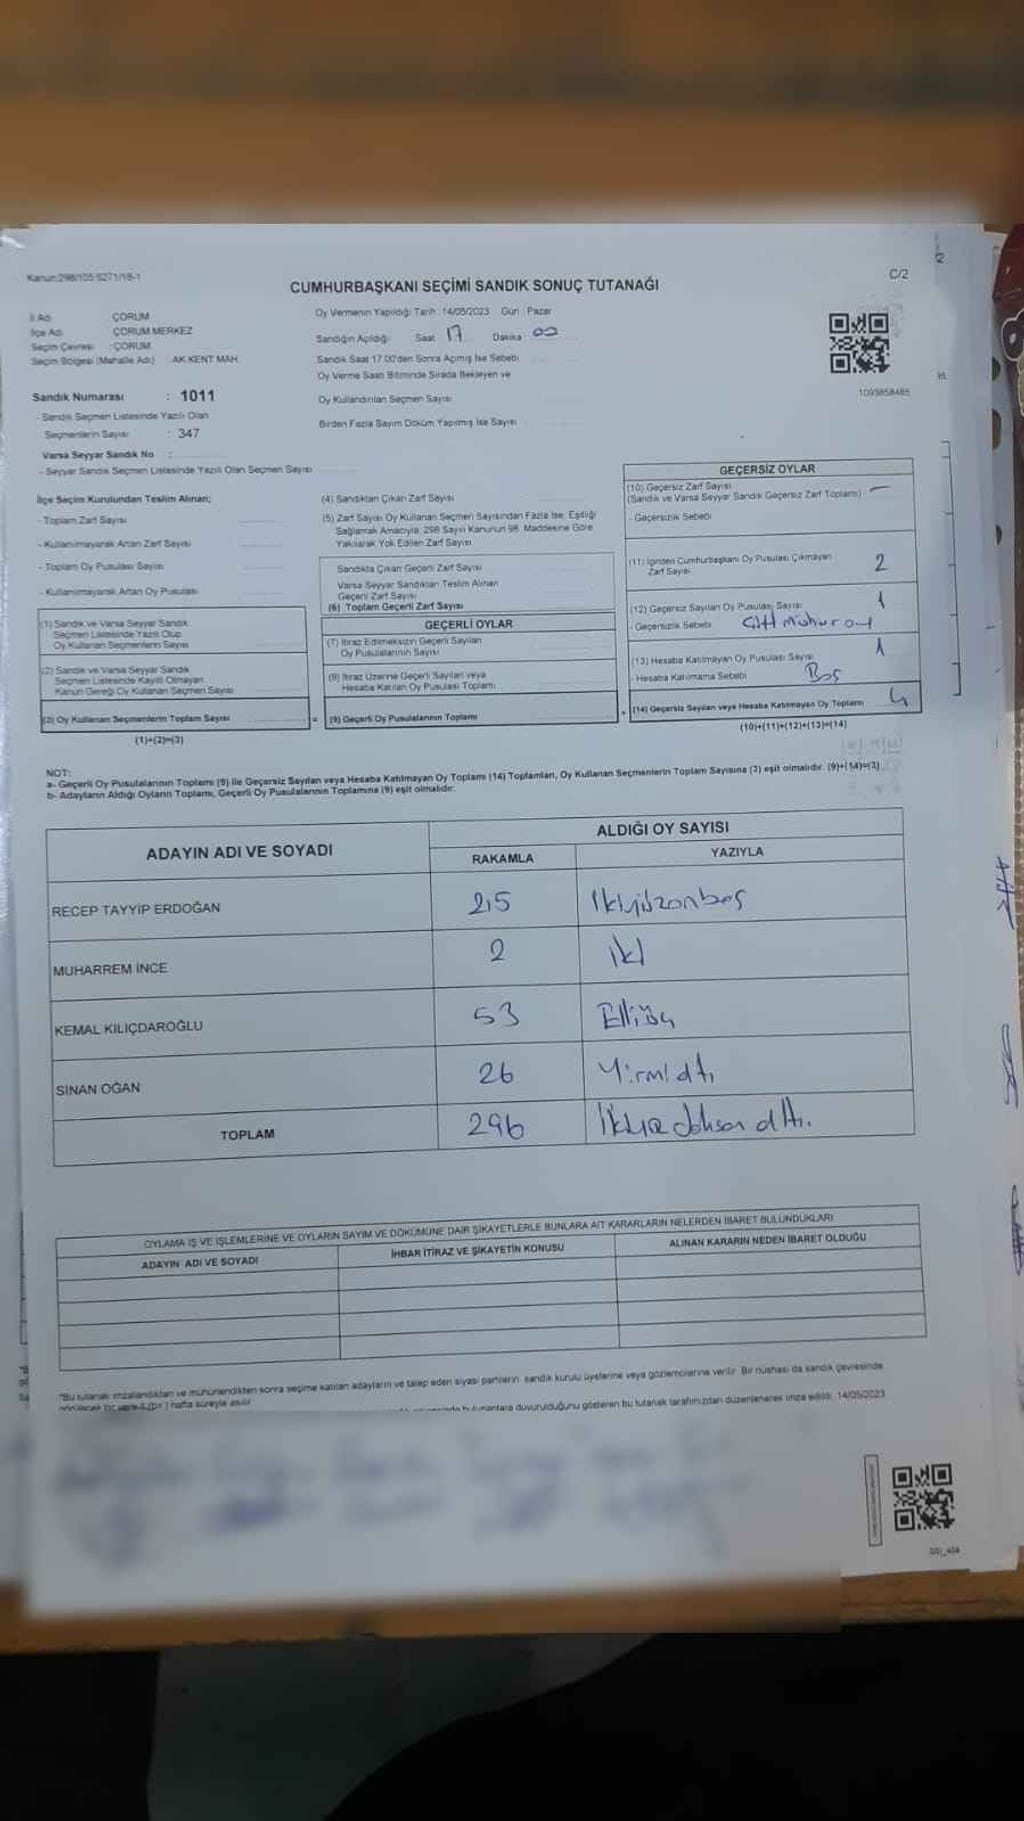 Kanun:298/105 5271/18-1
C/2
CUMHURBAŞKANI SEÇİMİ SANDIK SONUÇ TUTANAĞI
İl Adı ÇORUM
İlçe Adı ÇORUM MERKEZ
Seçim Çevresi : ÇORUM
Seçim Bölgesi (Mahalle Adı) AK KENT MAH.
Sandık Numarası : 1011
- Sandık Seçmen Listesinde Yazılı Olan
Seçmenlerin Sayısı : 347
Varsa Seyyar Sandık No :
- Seyyar Sandık Seçmen Listesinde Yazılı Olan Seçmen Sayısı
Oy Vermenin Yapıldığı Tarih 14/05/2023 Gün : Pazar
Sandığın Açıldığı Saat 17 Dakika 00
Sandık Saat 17.00'den Sonra Açılmış İse Sebebi
Oy Verme Saati Bitiminde Sırada Bekleyen ve
Oy Kullandırılan Seçmen Sayısı
Birden Fazla Sayım Döküm Yapılmış İse Sayısı
1093858485
İlçe Seçim Kurulundan Teslim Alınan;
- Toplam Zarf Sayısı
- Kullanılmayarak Artan Zarf Sayısı
- Toplam Oy Pusulası Sayısı
- Kullanılmayarak Artan Oy Pusulası
(1) Sandık ve Varsa Seyyar Sandık
Seçmen Listesinde Yazılı Olup
Oy Kullanan Seçmenlerin Sayısı
(2) Sandık ve Varsa Seyyar Sandık
Seçmen Listesinde Kayıtlı Olmayan
Kanun Gereği Oy Kullanan Seçmen Sayısı
(3) Oy Kullanan Seçmenlerin Toplam Sayısı
(1)+(2)=(3)
(4) Sandıktan Çıkan Zarf Sayısı
(5) Zarf Sayısı Oy Kullanan Seçmen Sayısından Fazla İse, Eşitliği
Sağlamak Amacıyla, 298 Sayılı Kanunun 98. Maddesine Göre
Yakılarak Yok Edilen Zarf Sayısı
Sandıkta Çıkan Geçerli Zarf Sayısı
Varsa Seyyar Sandıktan Teslim Alınan
Geçerli Zarf Sayısı
(6) Toplam Geçerli Zarf Sayısı
GEÇERLİ OYLAR
(7) İtiraz Edilmeksizin Geçerli Sayılan
Oy Pusulalarının Sayısı
(8) İtiraz Üzerine Geçerli Sayılan veya
Hesaba Katılan Oy Pusulası Toplamı
= (9) Geçerli Oy Pusulalarının Toplamı +
GEÇERSİZ OYLAR
(10) Geçersiz Zarf Sayısı
(Sandık ve Varsa Seyyar Sandık Geçersiz Zarf Toplamı) —
- Geçersizlik Sebebi
(11) İçinden Cumhurbaşkanı Oy Pusulası Çıkmayan
Zarf Sayısı 2
(12) Geçersiz Sayılan Oy Pusulası Sayısı 1
- Geçersizlik Sebebi
(13) Hesaba Katılmayan Oy Pusulası Sayısı 1
- Hesaba Katılmama Sebebi Boş
(14) Geçersiz Sayılan veya Hesaba Katılmayan Oy Toplamı 4
(10)+(11)+(12)+(13)=(14)
NOT:
a- Geçerli Oy Pusulalarının Toplamı (9) ile Geçersiz Sayılan veya Hesaba Katılmayan Oy Toplamı (14) Toplamları, Oy Kullanan Seçmenlerin Toplam Sayısına (3) eşit olmalıdır. (9)+(14)=(3)
b- Adayların Aldığı Oyların Toplamı, Geçerli Oy Pusulalarının Toplamına (9) eşit olmalıdır.
ADAYIN ADI VE SOYADI
ALDIĞI OY SAYISI
RAKAMLA YAZIYLA
RECEP TAYYİP ERDOĞAN 215 İkiyüzonbeş
MUHARREM İNCE 2 iki
KEMAL KILIÇDAROĞLU 53 Elliüç
SİNAN OĞAN 26 Yirmialtı
TOPLAM 296 İkiyüz doksan altı.
OYLAMA İŞ VE İŞLEMLERİNE VE OYLARIN SAYIM VE DÖKÜMÜNE DAİR ŞİKAYETLERLE BUNLARA AİT KARARLARIN NELERDEN İBARET BULUNDUKLARI
ADAYIN ADI VE SOYADI İHBAR İTİRAZ VE ŞİKAYETİN KONUSU ALINAN KARARIN NEDEN İBARET OLDUĞU
*Bu tutanak imzalandıktan ve mühürlendikten sonra seçime katılan adayların ve talep eden siyasi partilerin sandık kurulu üyelerine veya gözlemcilerine verilir. Bir nüshası da sandık çevresinde
hafta süreyle asılır. bulunanlara duyurulduğunu gösteren bu tutanak tarafımızdan düzenlenerek imza edildi. 14/05/2023